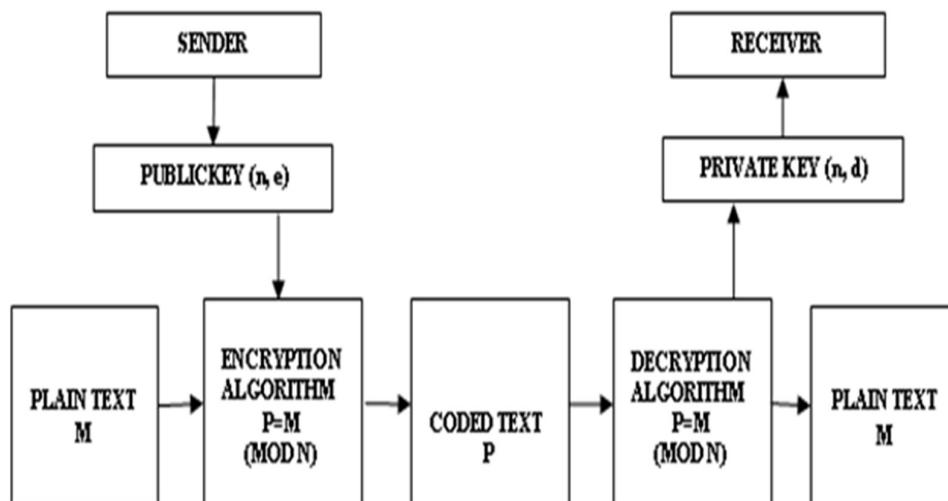 SENDER
RECEIVER
PUBLICKEY (n, e)
PRIVATE KEY (n, d)
PLAIN TEXT
M
ENCRYPTION
ALGORITHM
P=M
(MOD N)
CODED TEXT
P
DECRYPTION
ALGORITHM
P=M
(MOD N)
PLAIN TEXT
M